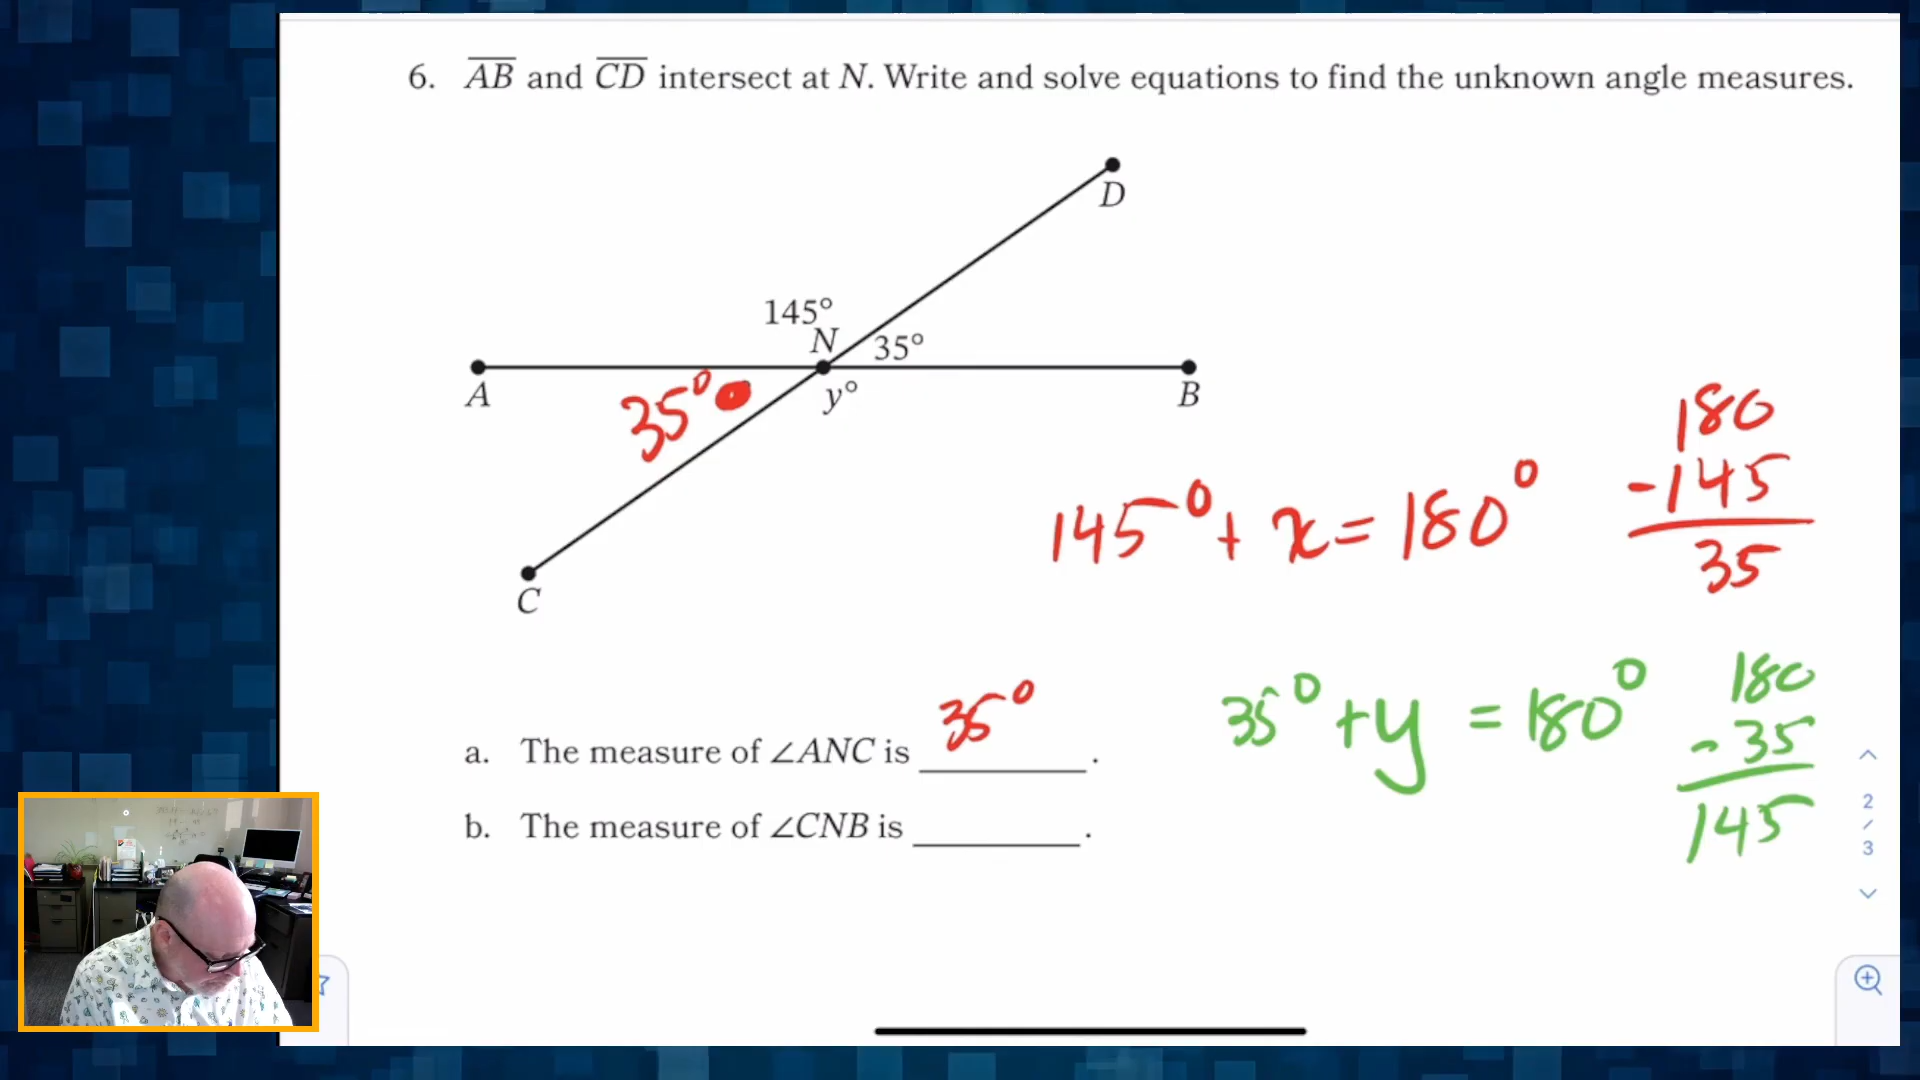 6. AB and CD intersect at N. Write and solve equations to find the unknown angle measures.
D
145°
N 35°
A
35°
y°
B
C
145° + x = 180°
180
-145
35
35° + y = 180°
180
- 35
145
a. The measure of ∠ANC is 35°.
b. The measure of ∠CNB is ________.
2
/
3